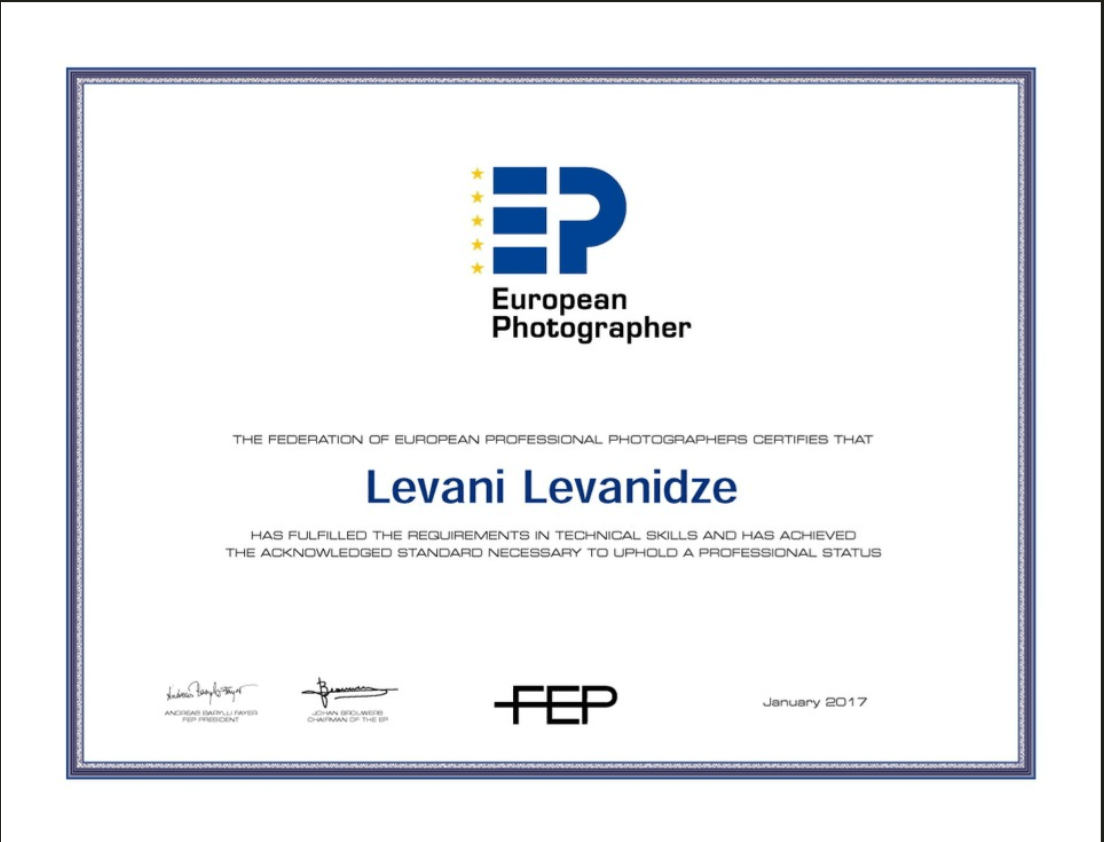 EP
European
Photographer
THE FEDERATION OF EUROPEAN PROFESSIONAL PHOTOGRAPHERS CERTIFIES THAT
Levani Levanidze
HAS FULFILLED THE REQUIREMENTS IN TECHNICAL SKILLS AND HAS ACHIEVED
THE ACKNOWLEDGED STANDARD NECESSARY TO UPHOLD A PROFESSIONAL STATUS
ANDREAS BARYLLI FAYER
FEP PRESIDENT
JOHAN BROUWERS
CHAIRMAN OF THE EP
FEP
January 2017